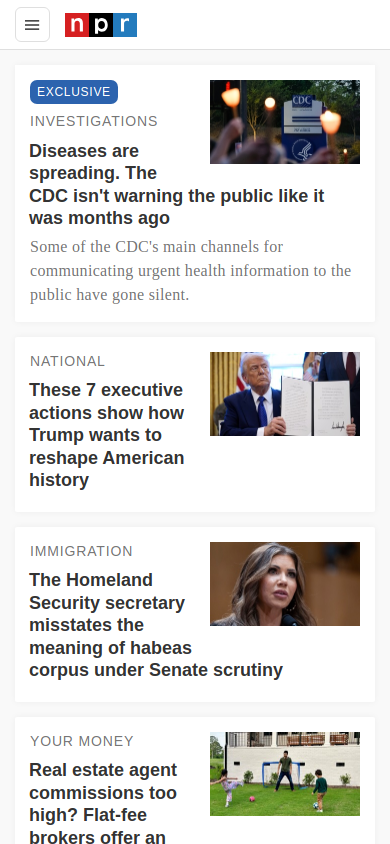 npr
EXCLUSIVE
CDC
INVESTIGATIONS
Diseases are
spreading. The
CDC isn't warning the public like it
was months ago
Some of the CDC's main channels for
communicating urgent health information to the
public have gone silent.
NATIONAL
These 7 executive
actions show how
Trump wants to
reshape American
history
IMMIGRATION
The Homeland
Security secretary
misstates the
meaning of habeas
corpus under Senate scrutiny
YOUR MONEY
Real estate agent
commissions too
high? Flat-fee
brokers offer an